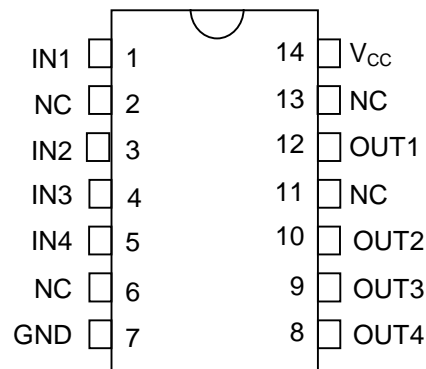 IN1 1 14 VCC
NC 2 13 NC
IN2 3 12 OUT1
IN3 4 11 NC
IN4 5 10 OUT2
NC 6 9 OUT3
GND 7 8 OUT4